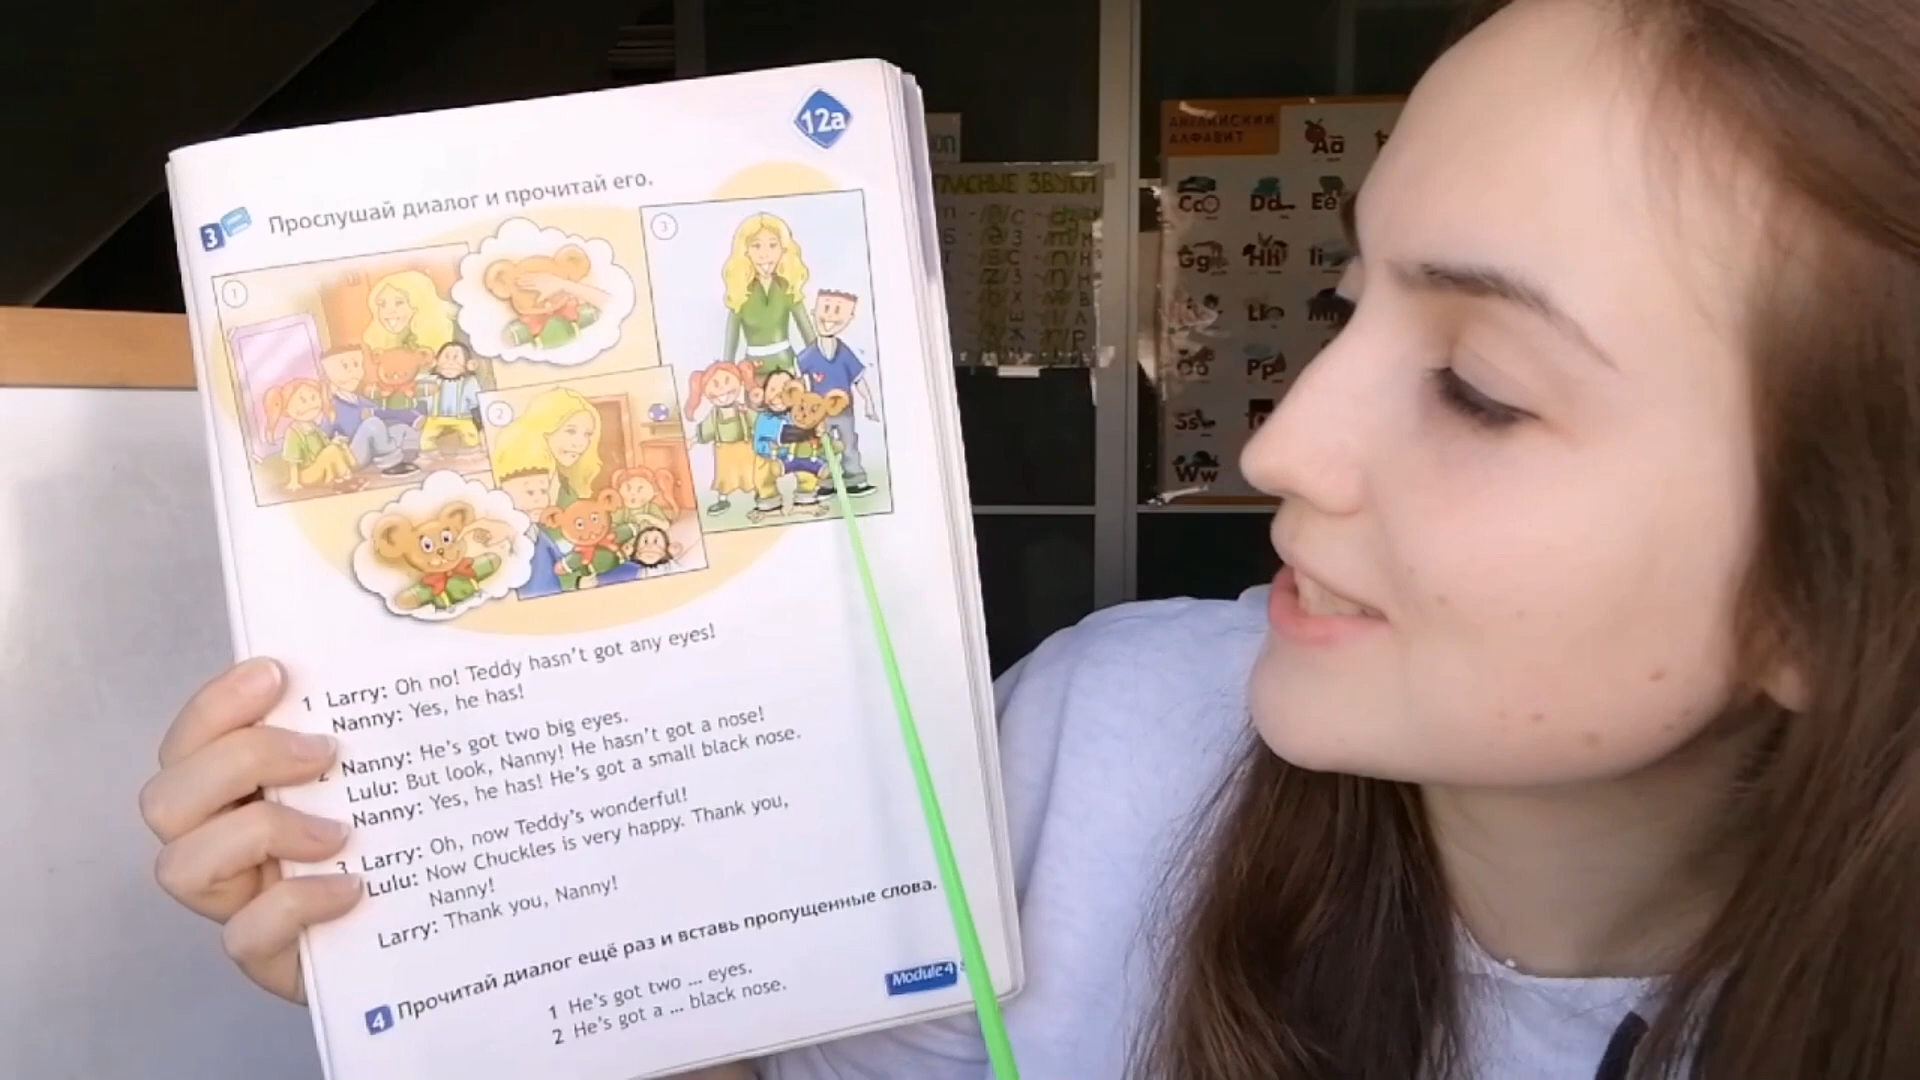 12a
3 Прослушай диалог и прочитай его.
1
2
3
1 Larry: Oh no! Teddy hasn't got any eyes!
Nanny: Yes, he has!
2 Nanny: He's got two big eyes.
Lulu: But look, Nanny! He hasn't got a nose!
Nanny: Yes, he has! He's got a small black nose.
3 Larry: Oh, now Teddy's wonderful!
Lulu: Now Chuckles is very happy. Thank you,
Nanny!
Larry: Thank you, Nanny!
4 Прочитай диалог ещё раз и вставь пропущенные слова.
1 He's got two ... eyes.
2 He's got a ... black nose.
Module 4
ГЛАСНЫЕ ЗВУКИ
АНГЛИЙСКИЙ
АЛФАВИТ
Aa
Cc Dd Ee
Gg Hh Ii
Ll
Pp
Ss
Ww